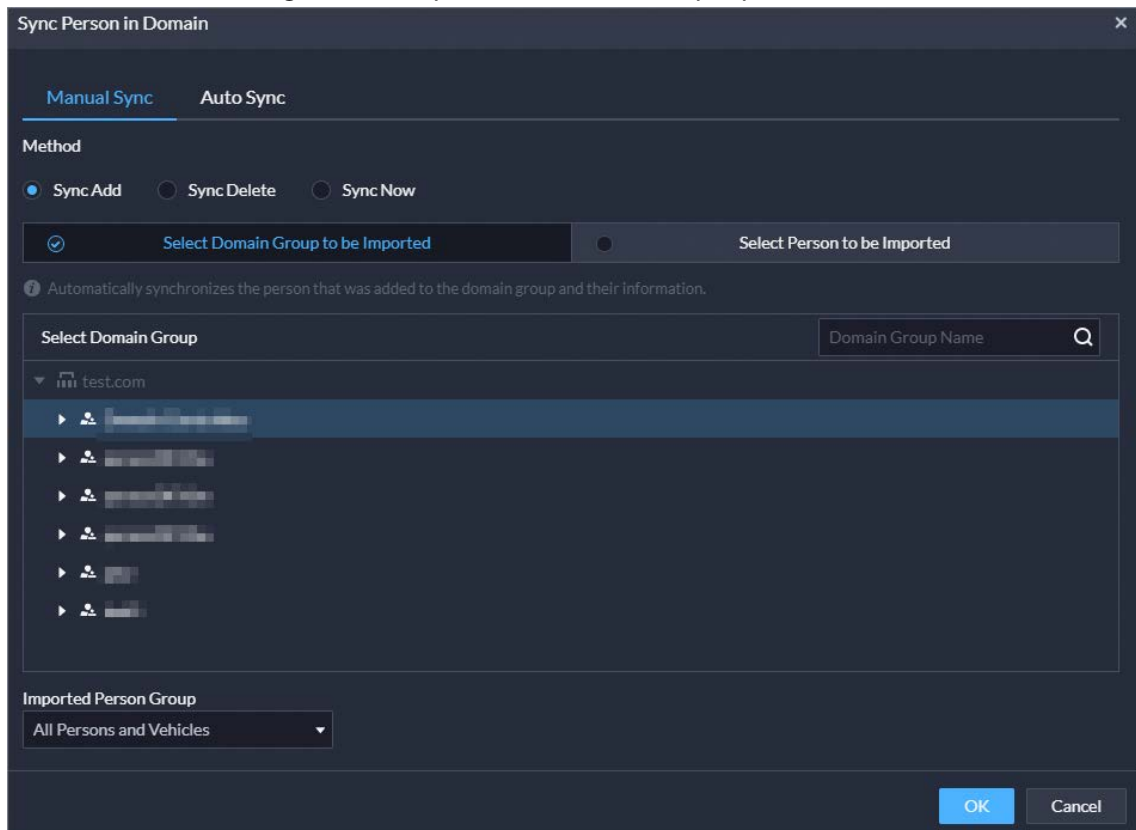 Sync Person in Domain
Manual Sync Auto Sync
Method
Sync Add Sync Delete Sync Now
Select Domain Group to be Imported Select Person to be Imported
Automatically synchronizes the person that was added to the domain group and their information.
Select Domain Group Domain Group Name
test.com
Imported Person Group
All Persons and Vehicles
OK Cancel